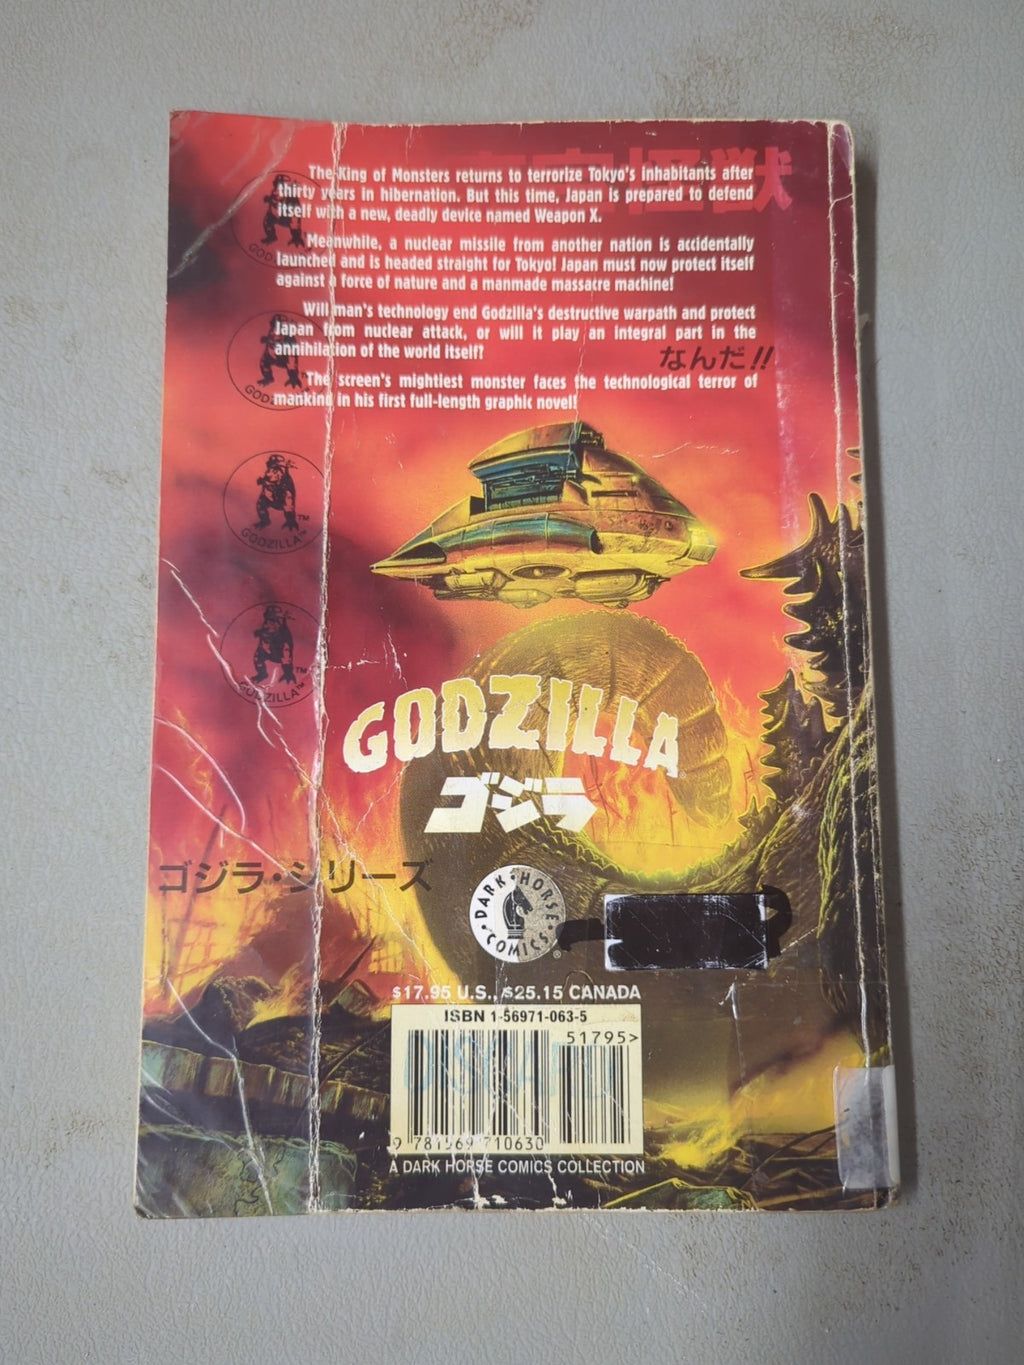 The King of Monsters returns to terrorize Tokyo's inhabitants after
thirty years in hibernation. But this time, Japan is prepared to defend
itself with a new, deadly device named Weapon X.
Meanwhile, a nuclear missile from another nation is accidentally
launched and is headed straight for Tokyo! Japan must now protect itself
against a force of nature and a manmade massacre machine!
Will man's technology end Godzilla's destructive warpath and protect
Japan from nuclear attack, or will it play an integral part in the
annihilation of the world itself?
なんだ!!
The screen's mightiest monster faces the technological terror of
mankind in his first full-length graphic novel!
怪獣
GODZILLA
GODZILLA™
TM
GODZILLA™
TM
GODZILLA
ゴジラ
ゴジラ・シリーズ
DARK HORSE COMICS
®
$17.95 U.S., $25.15 CANADA
ISBN 1-56971-063-5
51795>
9 781569 710630
A DARK HORSE COMICS COLLECTION